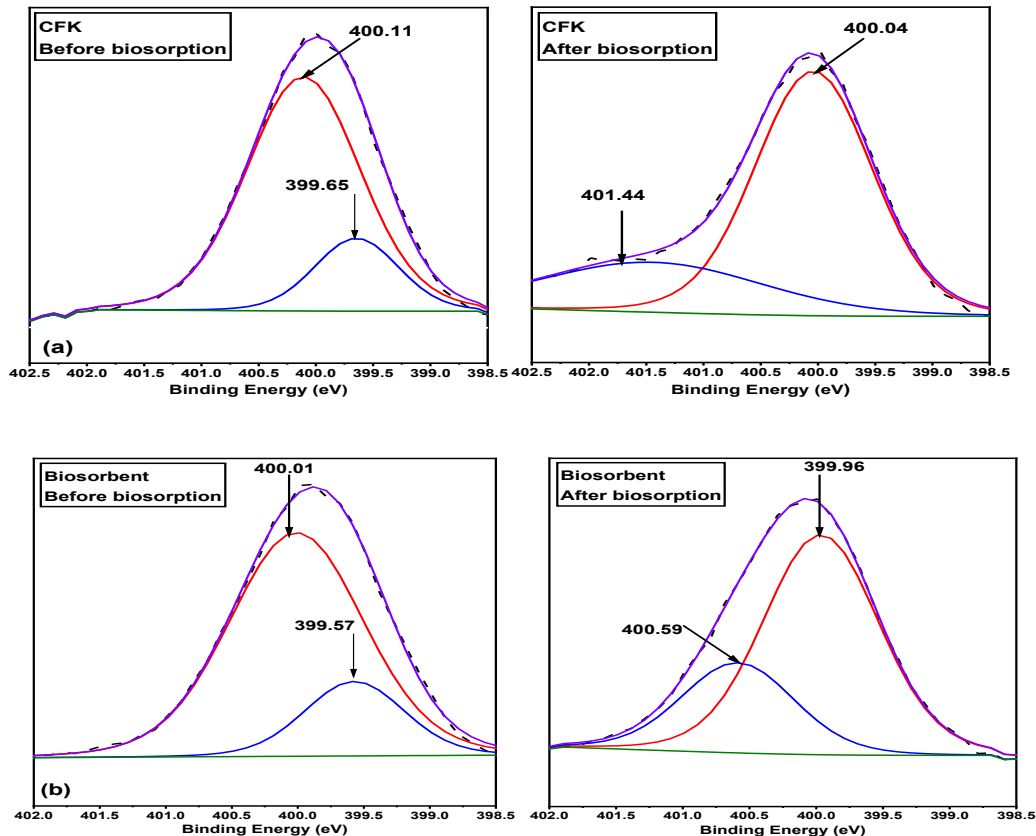 CFK
Before biosorption
400.11
399.65
(a)
402.5 402.0 401.5 401.0 400.5 400.0 399.5 399.0 398.5
Binding Energy (eV)
CFK
After biosorption
400.04
401.44
402.5 402.0 401.5 401.0 400.5 400.0 399.5 399.0 398.5
Binding Energy (eV)
Biosorbent
Before biosorption
400.01
399.57
(b)
402.0 401.5 401.0 400.5 400.0 399.5 399.0 398.5
Binding Energy (eV)
Biosorbent
After biosorption
399.96
400.59
402.0 401.5 401.0 400.5 400.0 399.5 399.0 398.5
Binding Energy (eV)